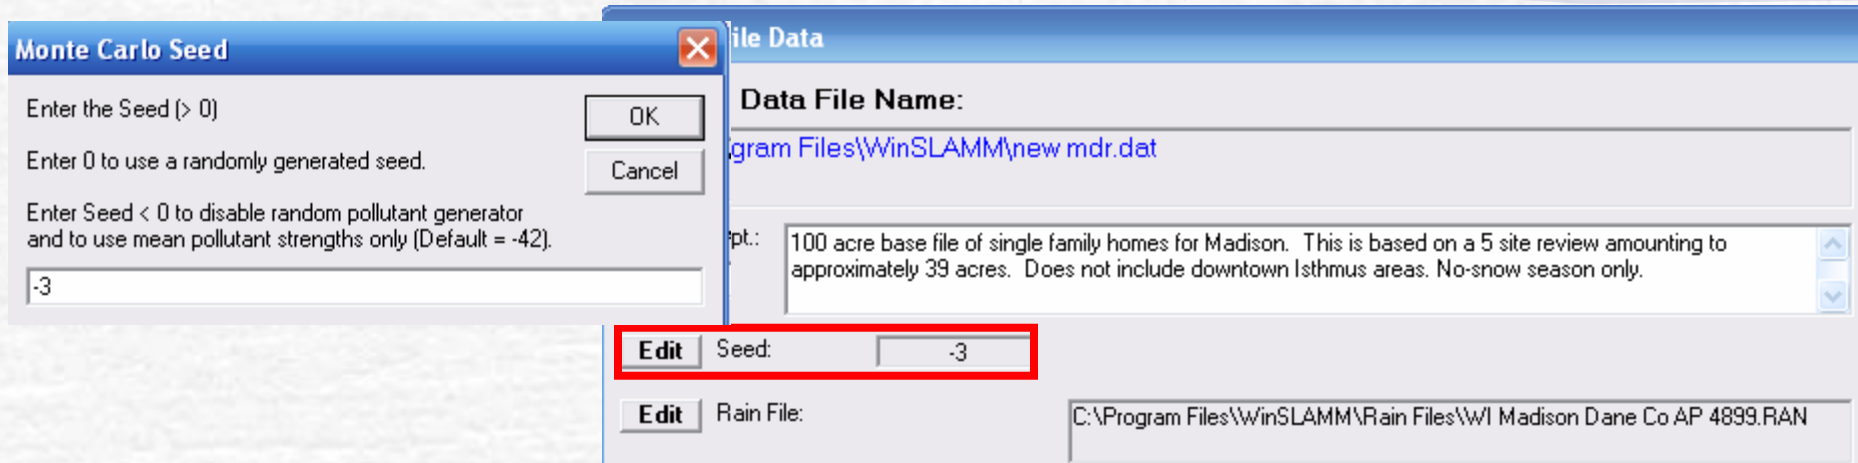 Monte Carlo Seed
Enter the Seed (> 0)
OK
Enter 0 to use a randomly generated seed.
Cancel
Enter Seed < 0 to disable random pollutant generator
and to use mean pollutant strengths only (Default = -42).
-3
ile Data
Data File Name:
gram Files\WinSLAMM\new mdr.dat
pt.:
100 acre base file of single family homes for Madison.  This is based on a 5 site review amounting to
approximately 39 acres.  Does not include downtown Isthmus areas. No-snow season only.
Edit Seed: -3
Edit Rain File: C:\Program Files\WinSLAMM\Rain Files\WI Madison Dane Co AP 4899.RAN